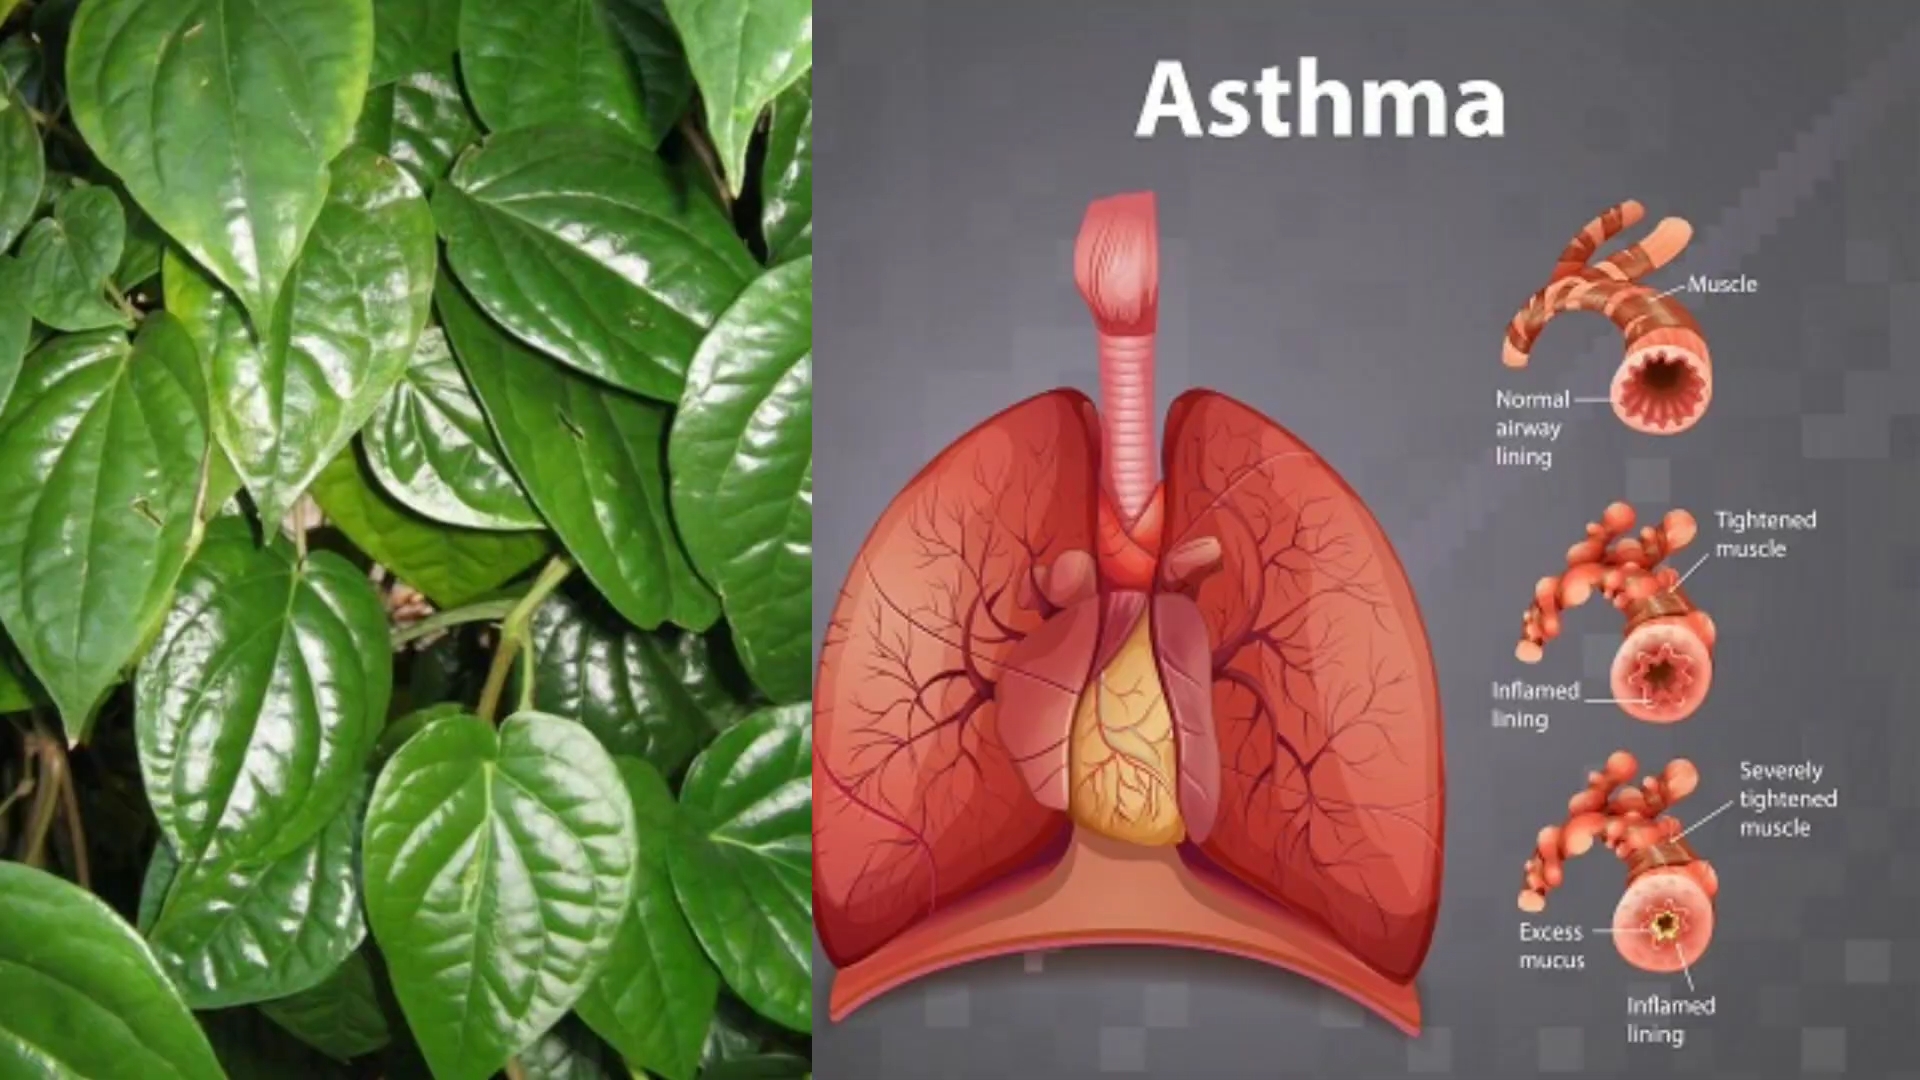 Asthma
Muscle
Normal
airway
lining
Tightened
muscle
Inflamed
lining
Severely
tightened
muscle
Excess
mucus
Inflamed
lining